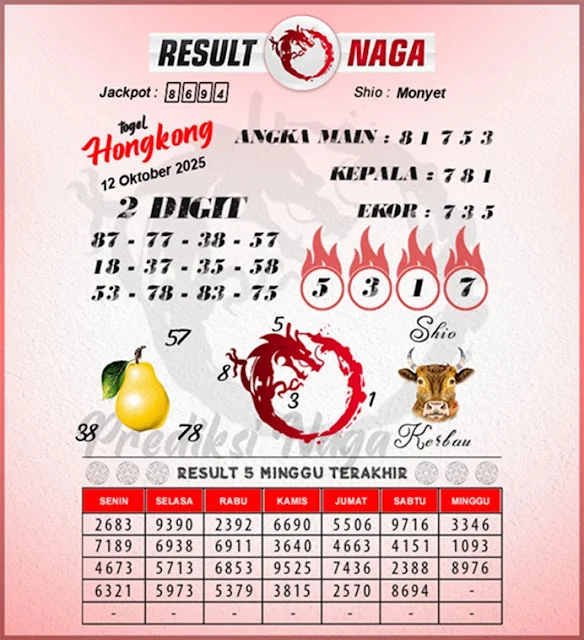 RESULT NAGA
Jackpot : 8694
Shio : Monyet
togel
Hongkong
12 Oktober 2025
ANGKA MAIN : 8 1 7 5 3
KEPALA : 7 8 1
EKOR : 7 3 5
2 DIGIT
87 - 77 - 38 - 57
18 - 37 - 35 - 58
53 - 78 - 83 - 75
5 3 1 7
57
38
78
5
8
3
1
Shio
Kerbau
Prediksi Naga
RESULT 5 MINGGU TERAKHIR
SENIN SELASA RABU KAMIS JUMAT SABTU MINGGU
2683 9390 2392 6690 5506 9716 3346
7189 6938 6911 3640 4663 4151 1093
4673 5713 6853 9525 7436 2388 8976
6321 5973 5379 3815 2570 8694 -
- - - - - - -